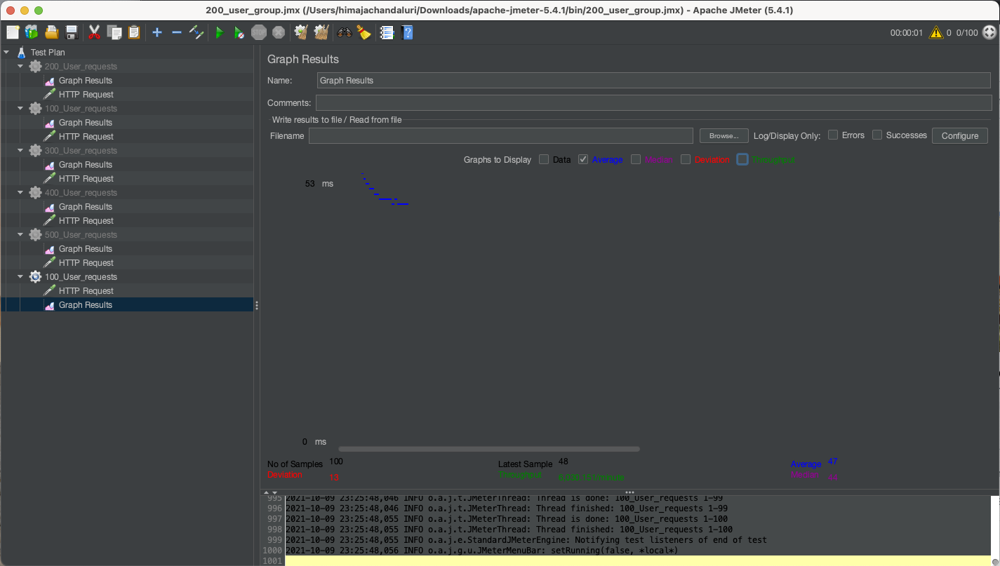 200_user_group.jmx (/Users/himajachandaluri/Downloads/apache-jmeter-5.4.1/bin/200_user_group.jmx) - Apache JMeter (5.4.1)
STOP
00:00:01 0 0/100
Test Plan
200_User_requests
Graph Results
HTTP Request
100_User_requests
Graph Results
HTTP Request
300_User_requests
Graph Results
HTTP Request
400_User_requests
Graph Results
HTTP Request
500_User_requests
Graph Results
HTTP Request
100_User_requests
HTTP Request
Graph Results
Graph Results
Name: Graph Results
Comments:
Write results to file / Read from file
Filename Browse... Log/Display Only: Errors Successes Configure
Graphs to Display Data Average Median Deviation Throughput
53 ms
0 ms
No of Samples 100 Latest Sample 48 Average 47
Deviation 13 Throughput 6,030.151/minute Median 44
995 2021-10-09 23:25:48,046 INFO o.a.j.t.JMeterThread: Thread is done: 100_User_requests 1-99
996 2021-10-09 23:25:48,046 INFO o.a.j.t.JMeterThread: Thread finished: 100_User_requests 1-99
997 2021-10-09 23:25:48,055 INFO o.a.j.t.JMeterThread: Thread is done: 100_User_requests 1-100
998 2021-10-09 23:25:48,055 INFO o.a.j.t.JMeterThread: Thread finished: 100_User_requests 1-100
999 2021-10-09 23:25:48,055 INFO o.a.j.e.StandardJMeterEngine: Notifying test listeners of end of test
1000 2021-10-09 23:25:48,056 INFO o.a.j.g.u.JMeterMenuBar: setRunning(false, *local*)
1001